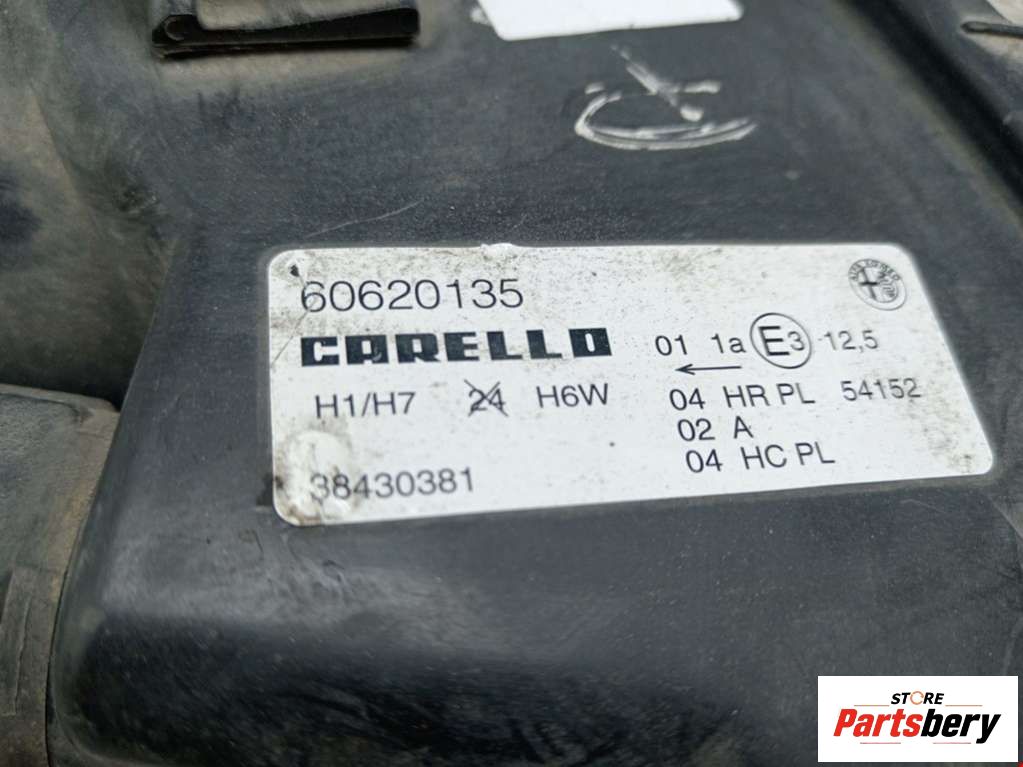 60620135
CARELLO
H1/H7 24 H6W
38430381
01 1a E3 12,5
04 HR PL 54152
02 A
04 HC PL
STORE
Partsbery